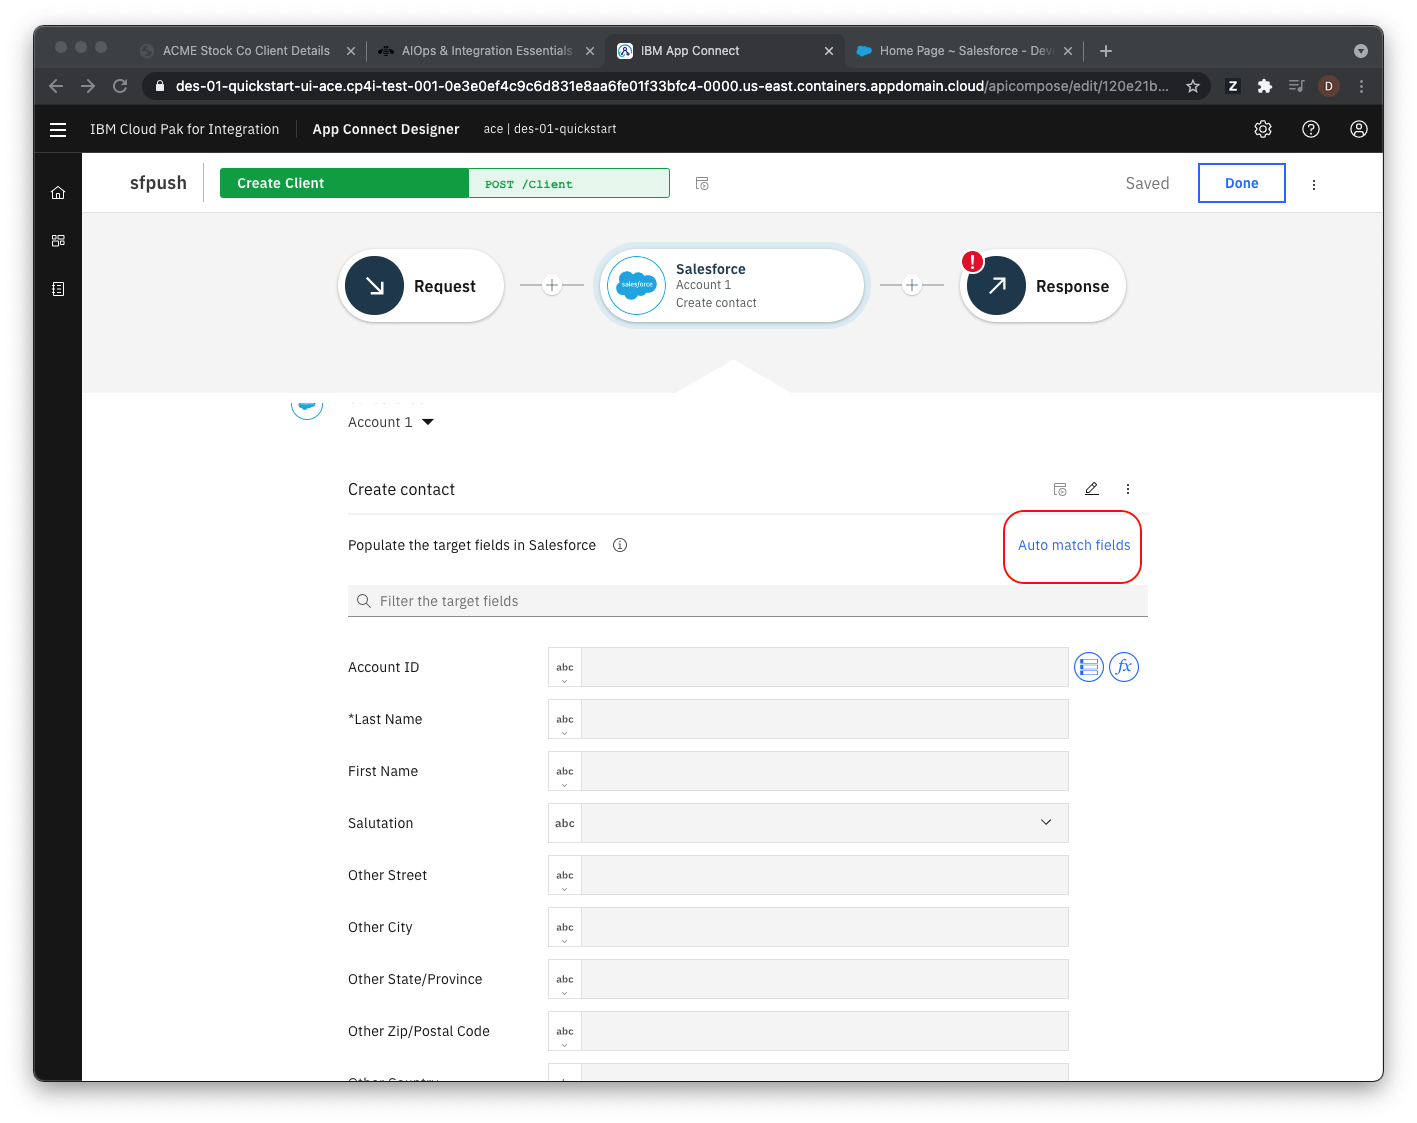 ACME Stock Co Client Details
AIOps & Integration Essentials
IBM App Connect
Home Page ~ Salesforce - Dev
des-01-quickstart-ui-ace.cp4i-test-001-0e3e0ef4c9c6d831e8aa6fe01f33bfc4-0000.us-east.containers.appdomain.cloud/apicompose/edit/120e21b...
Z
D
IBM Cloud Pak for Integration
App Connect Designer
ace | des-01-quickstart
sfpush
Create Client
POST /Client
Saved
Done
Request
salesforce
Salesforce
Account 1
Create contact
!
Response
Account 1
Create contact
Populate the target fields in Salesforce
Auto match fields
Filter the target fields
Account ID
abc
fx
*Last Name
abc
First Name
abc
Salutation
abc
Other Street
abc
Other City
abc
Other State/Province
abc
Other Zip/Postal Code
abc
Other Country